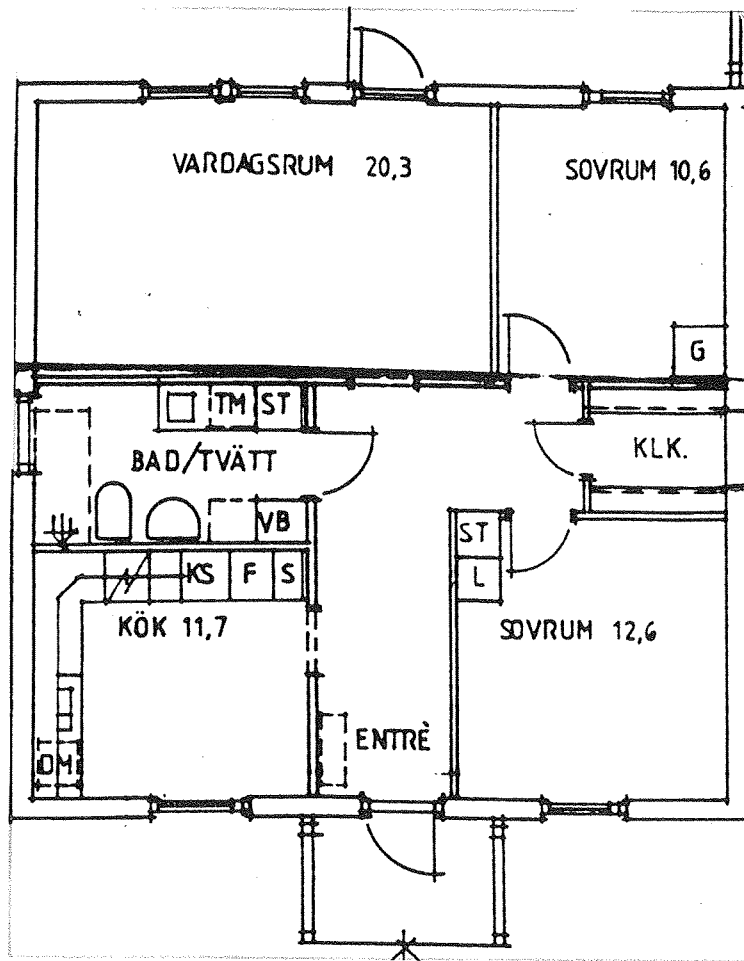 VARDAGSRUM 20,3
SOVRUM 10,6
G
TM ST
BAD/TVÄTT
KLK.
VB
ST
KS F S
L
KÖK 11,7
SOVRUM 12,6
ENTRÈ
DM